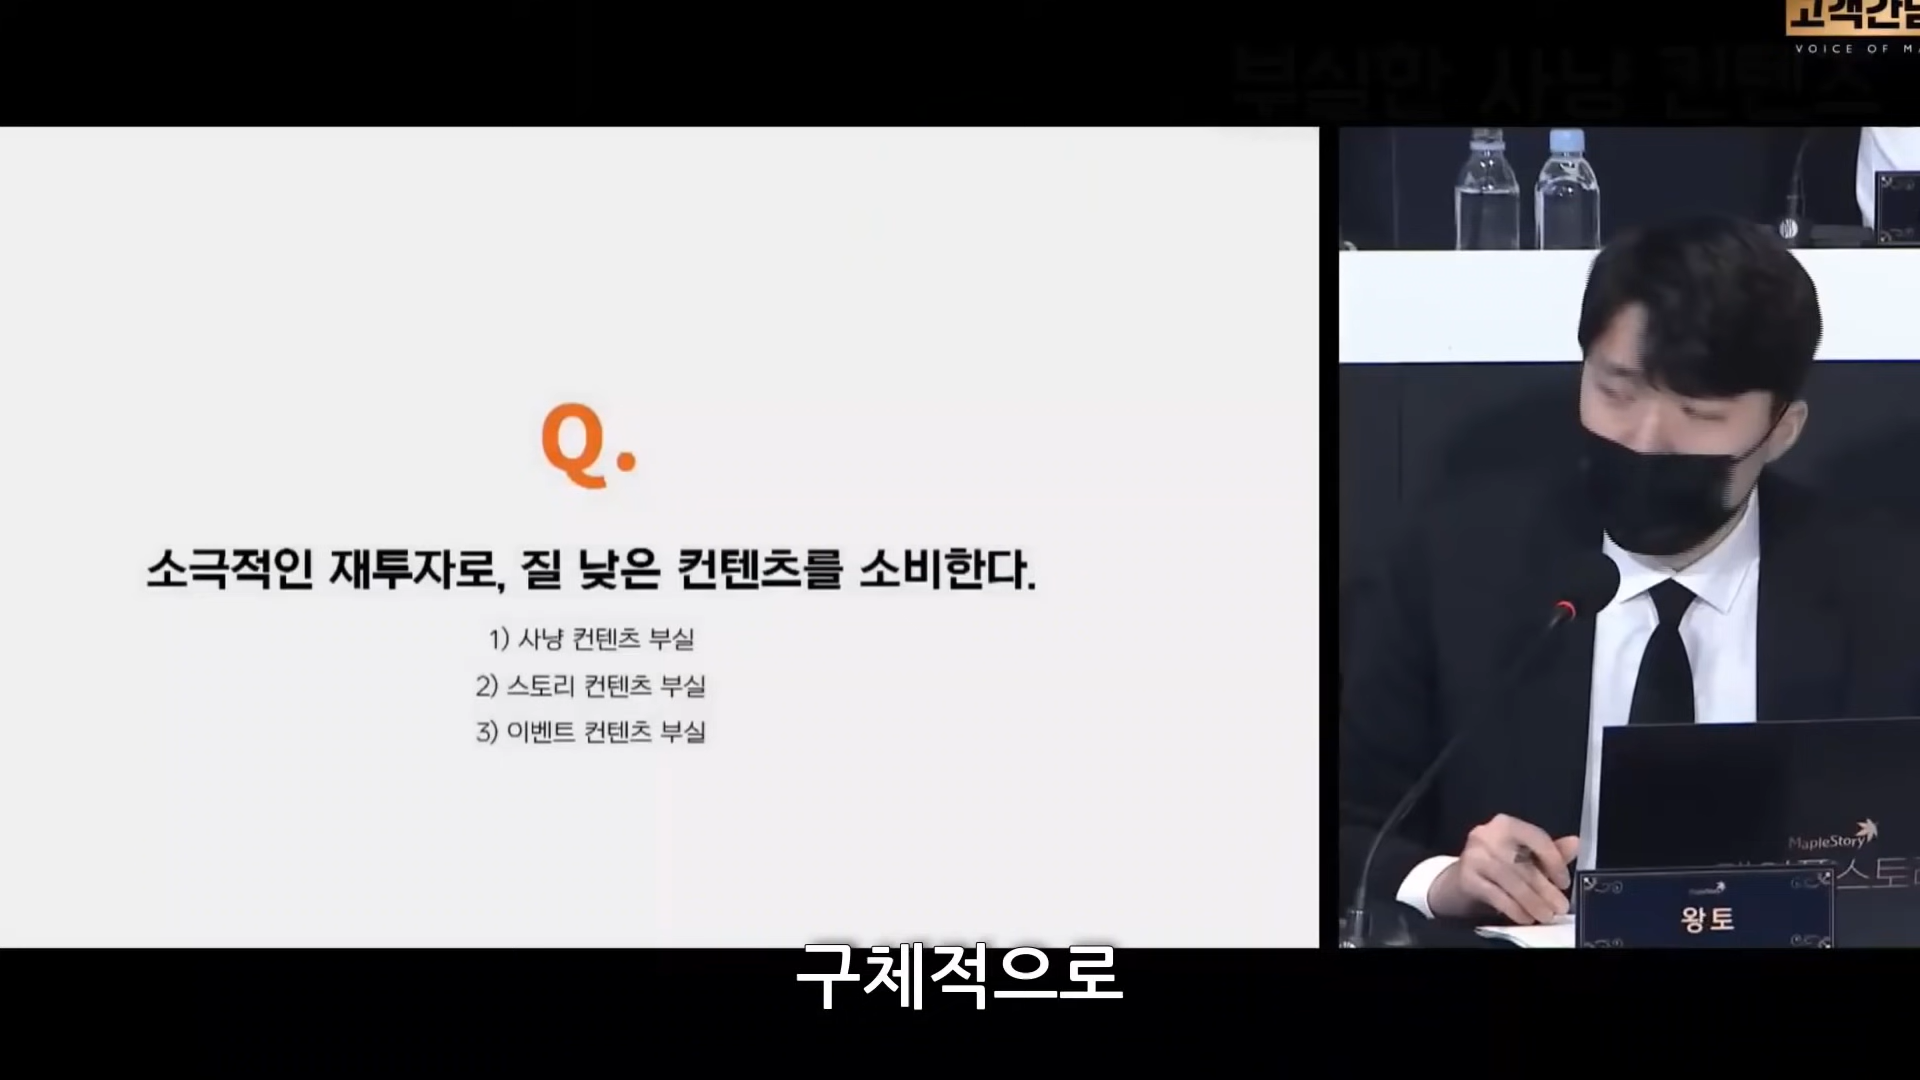 고객간
VOICE OF MA
부실한 사냥 컨텐츠
Q.
소극적인 재투자로, 질 낮은 컨텐츠를 소비한다.
1) 사냥 컨텐츠 부실
2) 스토리 컨텐츠 부실
3) 이벤트 컨텐츠 부실
MapleStory
왕토
구체적으로